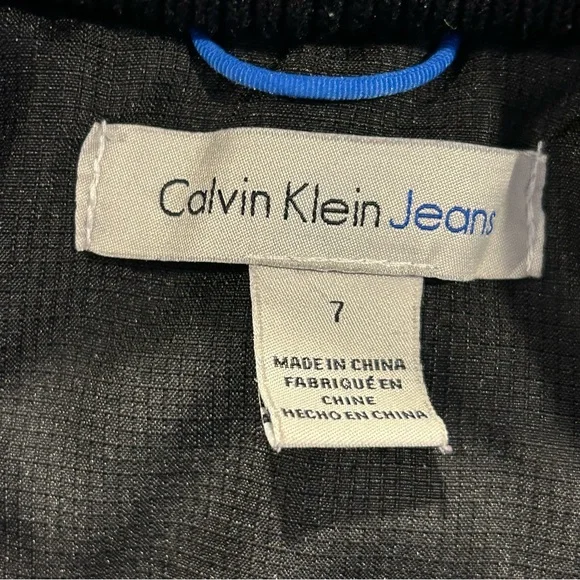 Calvin Klein Jeans
7
MADE IN CHINA
FABRIQUÉ EN
CHINE
HECHO EN CHINA